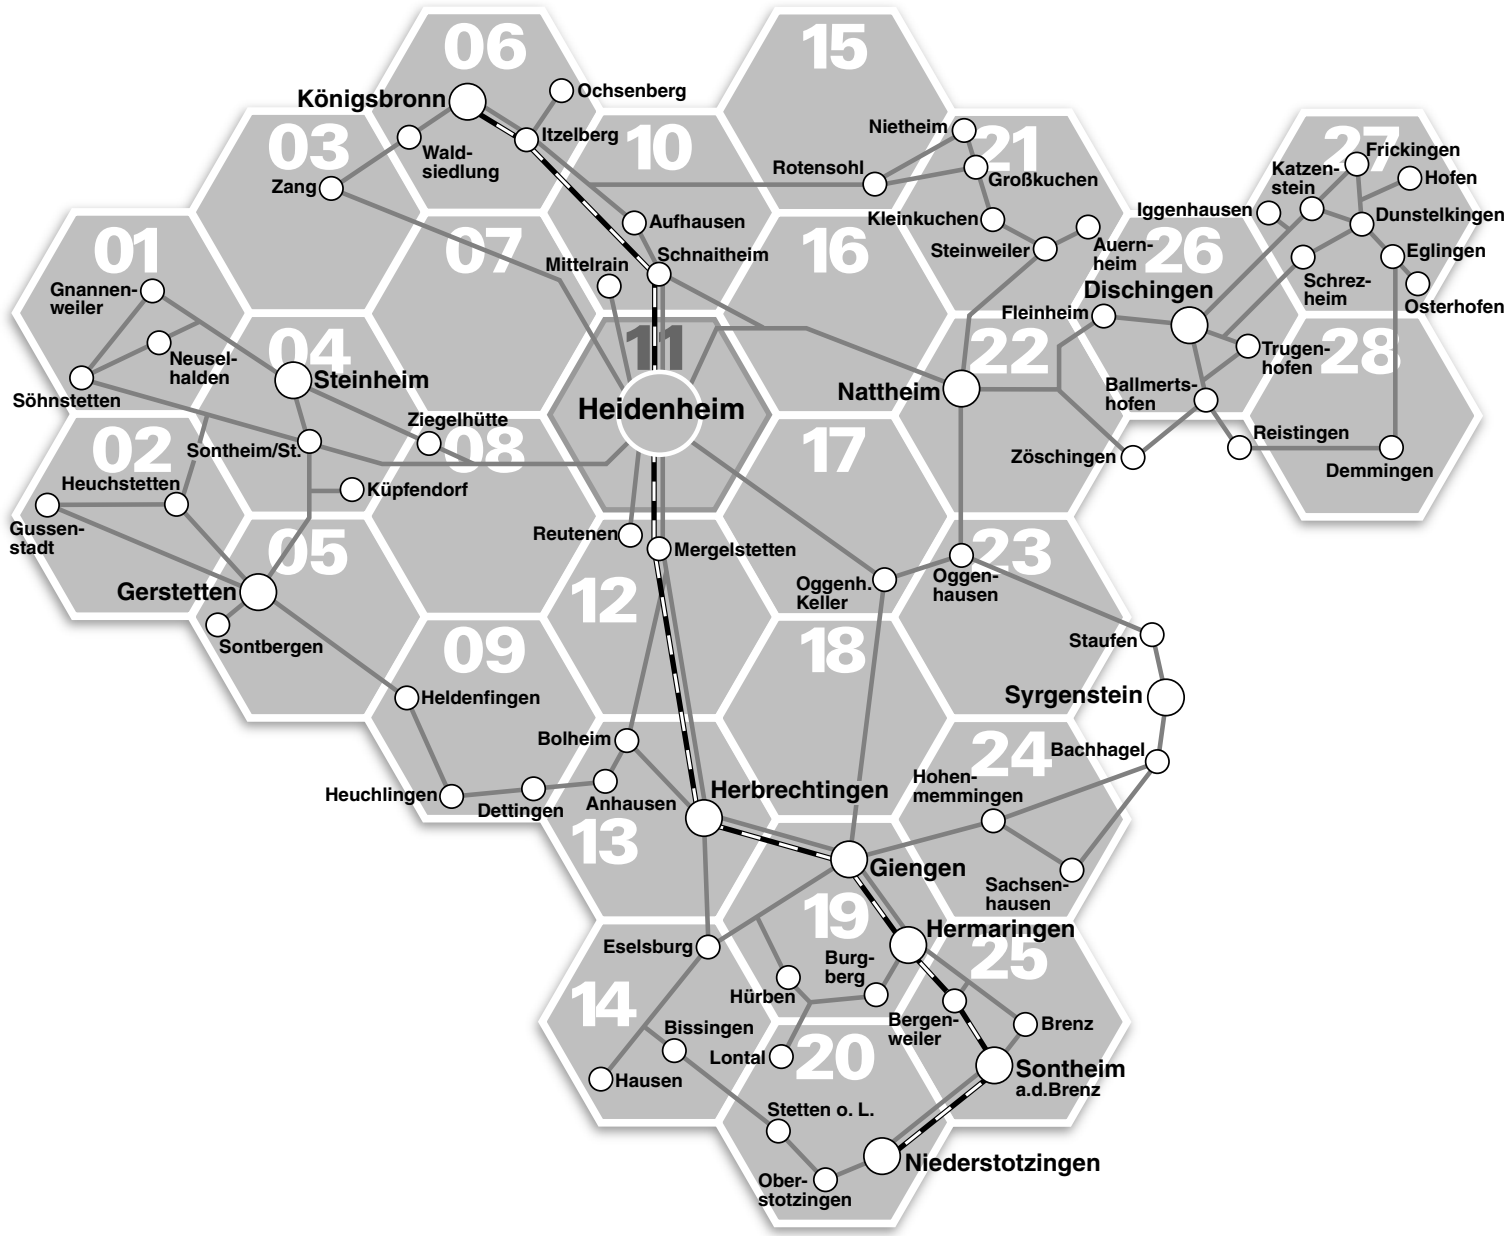 06
15
Königsbronn
Ochsenberg
Itzelberg
03
Wald-
siedlung
10
Nietheim
21
27
Frickingen
Zang
Rotensohl
Großkuchen
Katzen-
stein
Hofen
Iggenhausen
Dunstelkingen
01
07
Aufhausen
16
Kleinkuchen
Steinweiler
Auern-
heim
26
Eglingen
Schnaitheim
Mittelrain
Gnannen-
weiler
Dischingen
Schrez-
heim
Osterhofen
Fleinheim
04
11
22
28
Neusel-
halden
Trugen-
hofen
Steinheim
Nattheim
Ballmerts-
hofen
Söhnstetten
Heidenheim
Ziegelhütte
02
Sontheim/St.
08
17
Reistingen
Zöschingen
Demmingen
Heuchstetten
Küpfendorf
Gussen-
stadt
Reutenen
Mergelstetten
05
23
Gerstetten
12
Oggenh.
Keller
Oggen-
hausen
Sontbergen
09
18
Staufen
Heldenfingen
Syrgenstein
Bolheim
24
Bachhagel
Heuchlingen
Dettingen
Anhausen
Herbrechtingen
Hohen-
memmingen
13
Giengen
Sachsen-
hausen
19
Hermaringen
Eselsburg
Burg-
berg
25
14
Hürben
Bissingen
Bergen-
weiler
Brenz
Lontal
20
Hausen
Sontheim
a.d.Brenz
Stetten o. L.
Niederstotzingen
Ober-
stotzingen